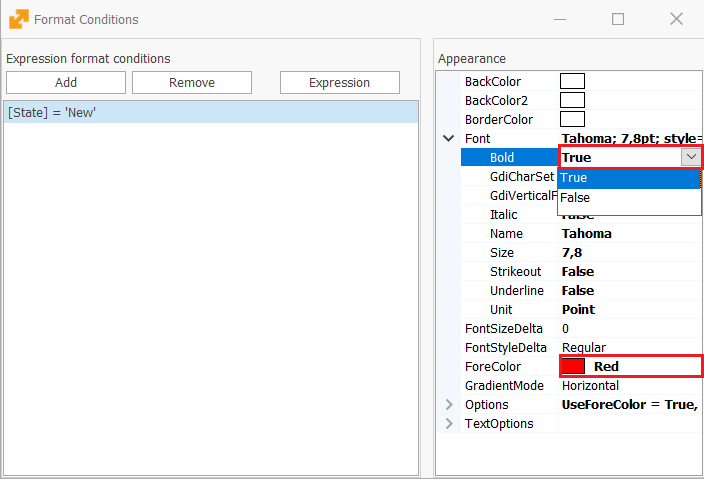 Format Conditions
Expression format conditions
Add
Remove
Expression
[State] = 'New'
Appearance
BackColor
BackColor2
BorderColor
Font Tahoma; 7,8pt; style=
Bold True
True
False
GdiCharSet
GdiVerticalF
Italic False
Name Tahoma
Size 7,8
Strikeout False
Underline False
Unit Point
FontSizeDelta 0
FontStyleDelta Regular
ForeColor Red
GradientMode Horizontal
Options UseForeColor = True,
TextOptions